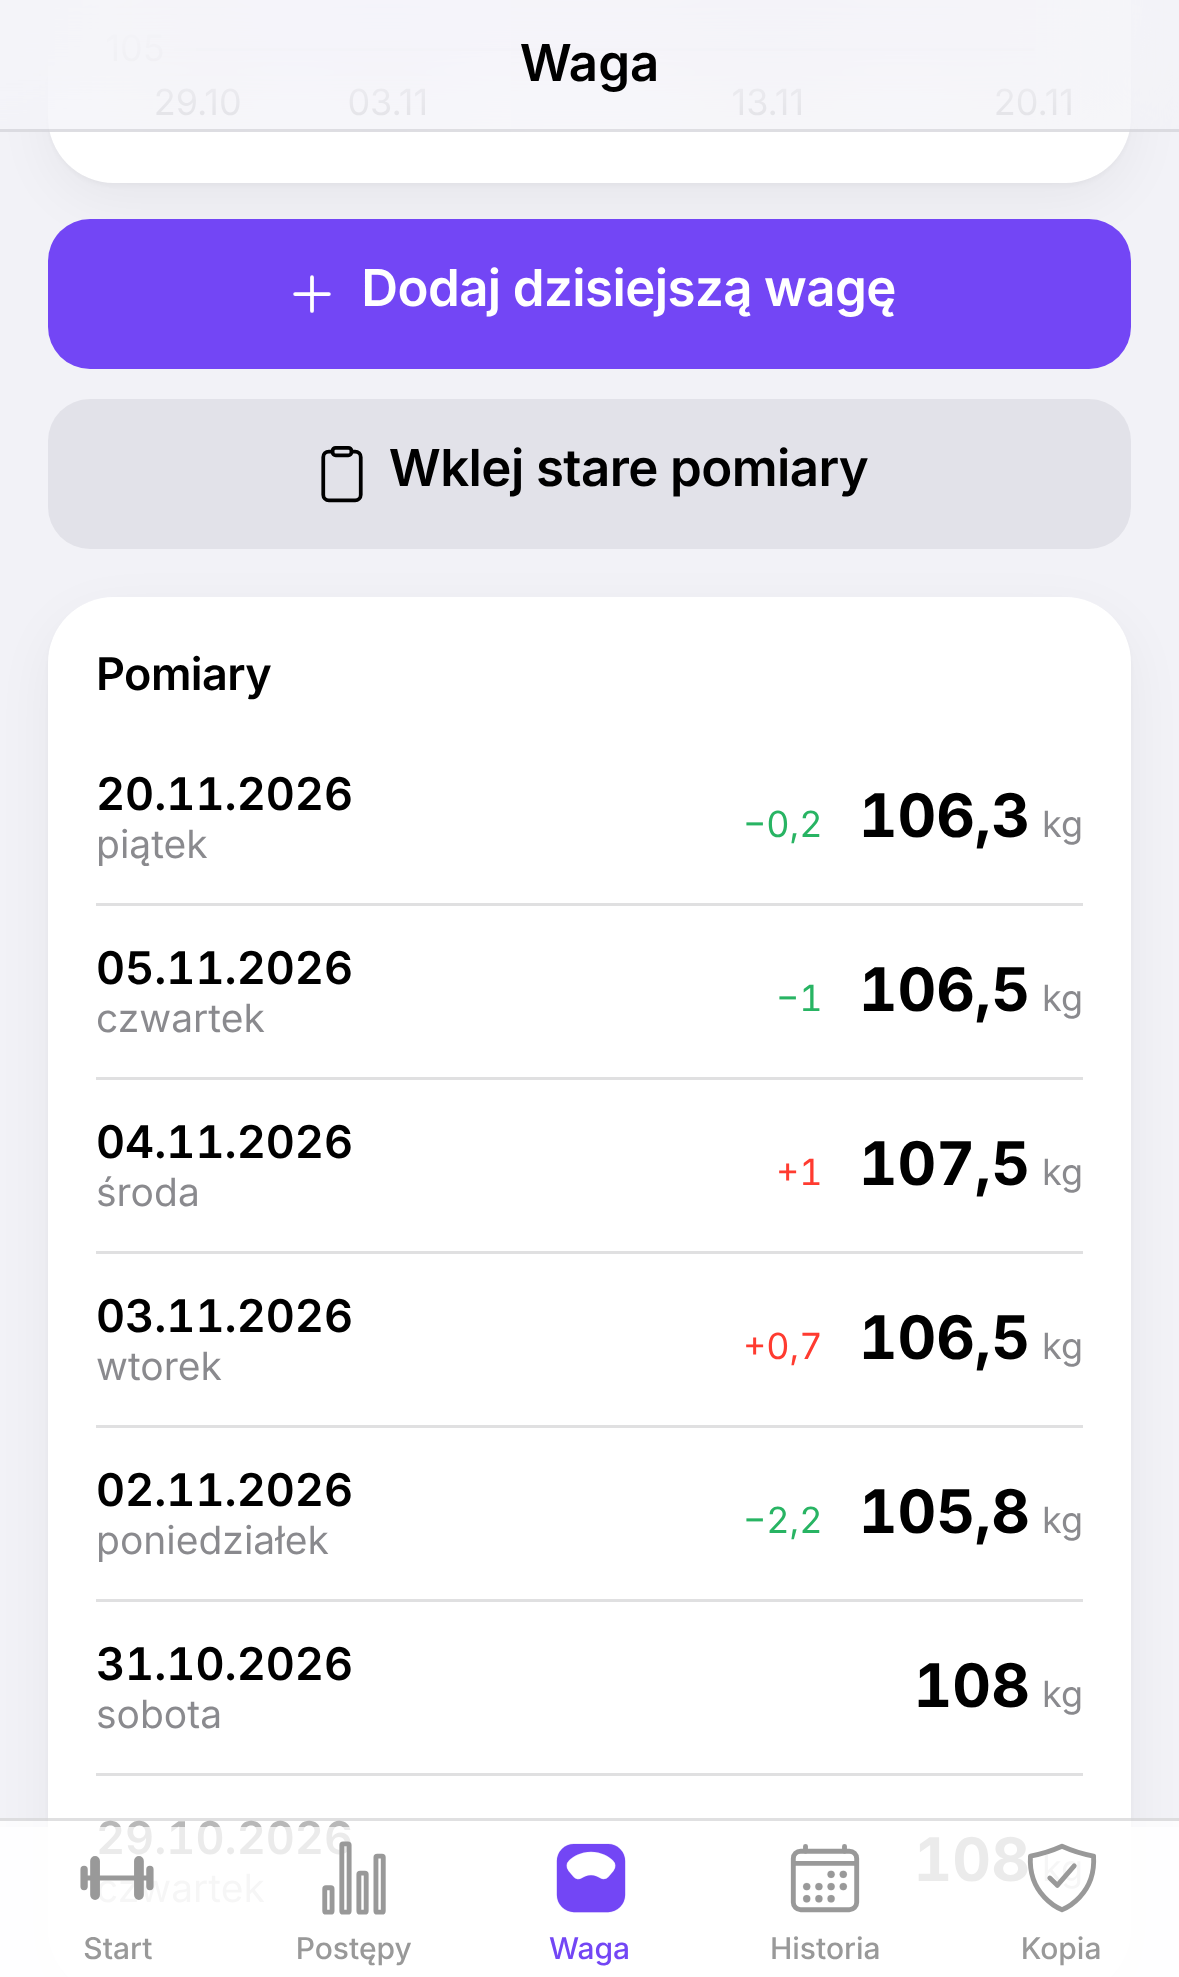 Waga
105
29.10 03.11 13.11 20.11
Dodaj dzisiejszą wagę
Wklej stare pomiary
Pomiary
20.11.2026
piątek
−0,2 106,3 kg
05.11.2026
czwartek
−1 106,5 kg
04.11.2026
środa
+1 107,5 kg
03.11.2026
wtorek
+0,7 106,5 kg
02.11.2026
poniedziałek
−2,2 105,8 kg
31.10.2026
sobota
108 kg
29.10.2026
czwartek
108 kg
Start Postępy Waga Historia Kopia